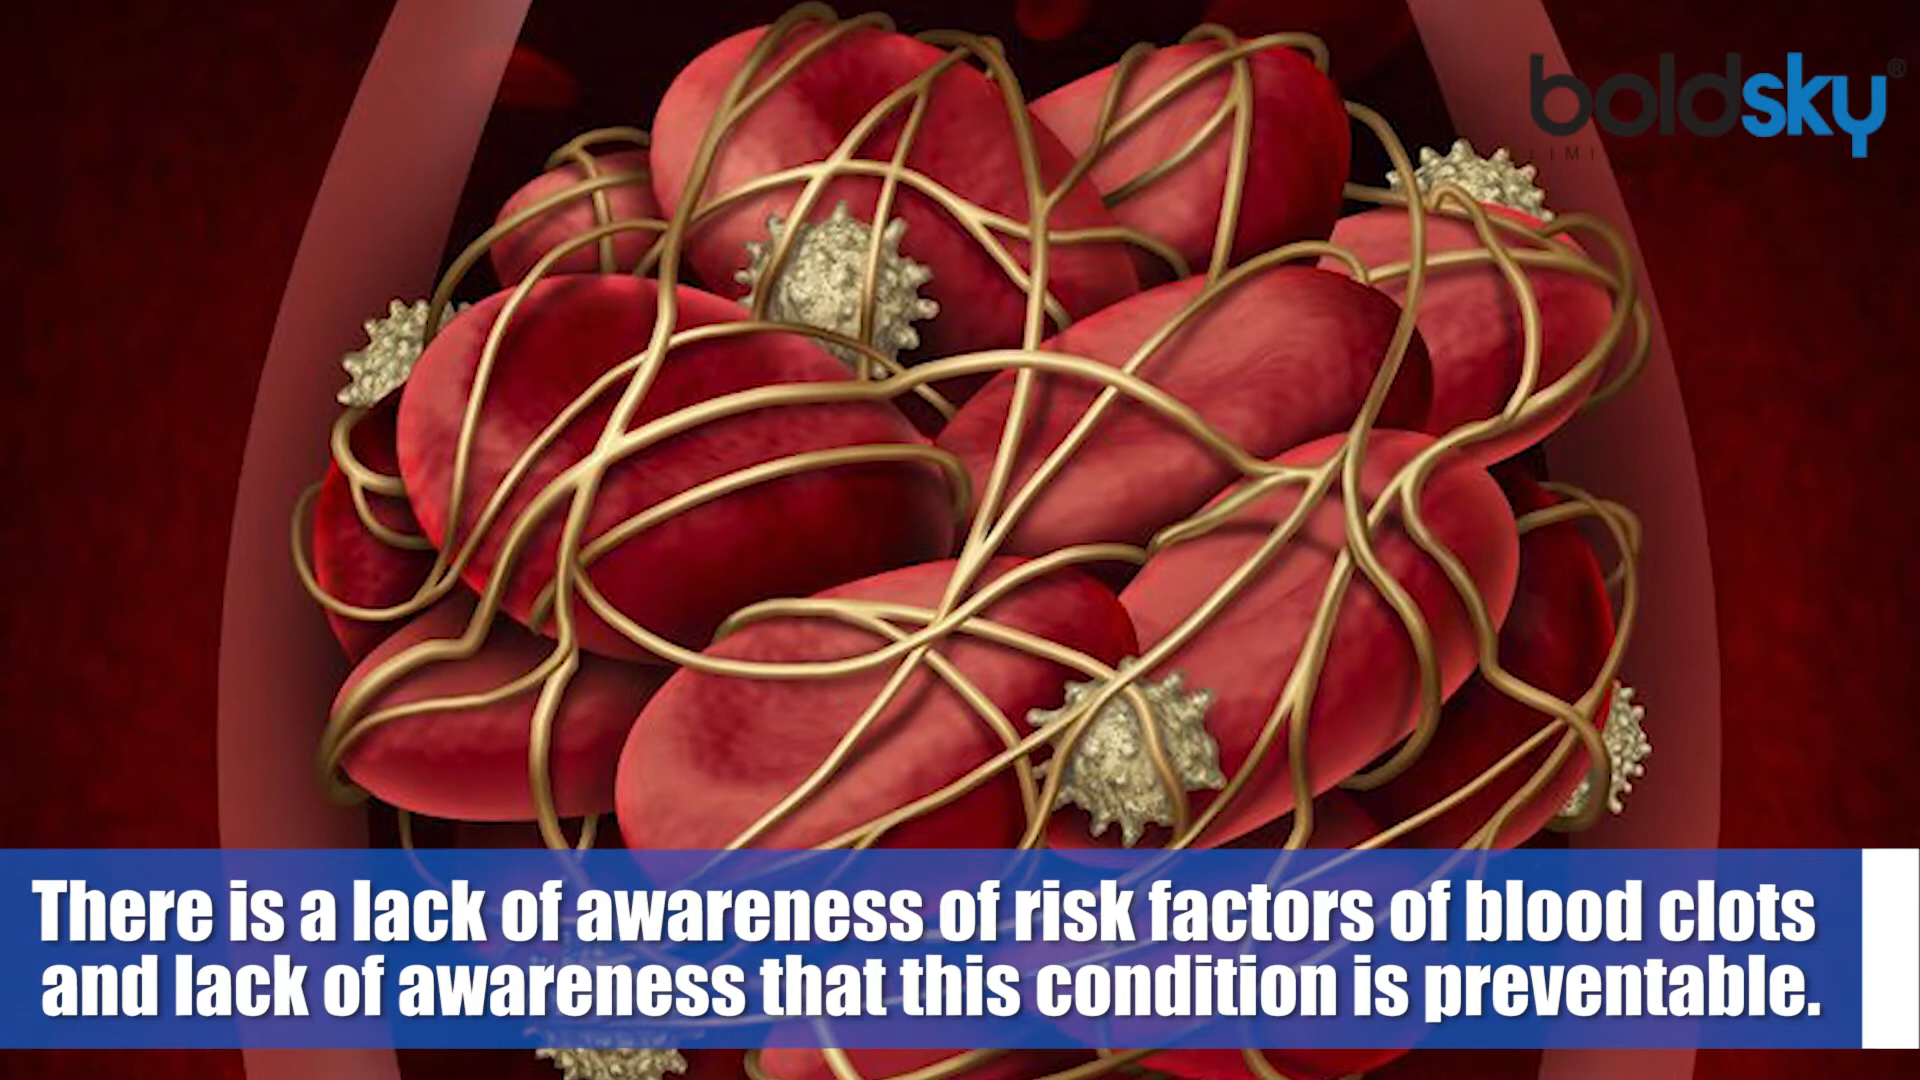 boldsky®
There is a lack of awareness of risk factors of blood clots
and lack of awareness that this condition is preventable.